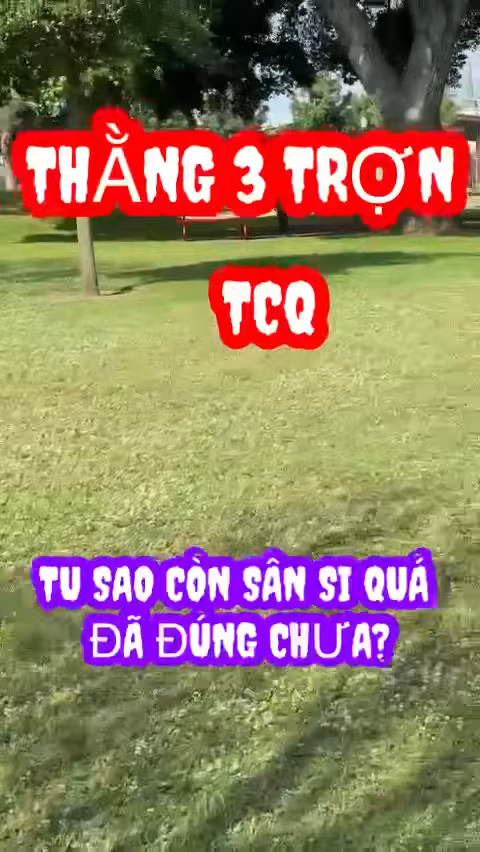 THẰNG 3 TRỢN
TCQ
TU SAO CÒN SÂN SI QUÁ
ĐÃ ĐÚNG CHƯA?